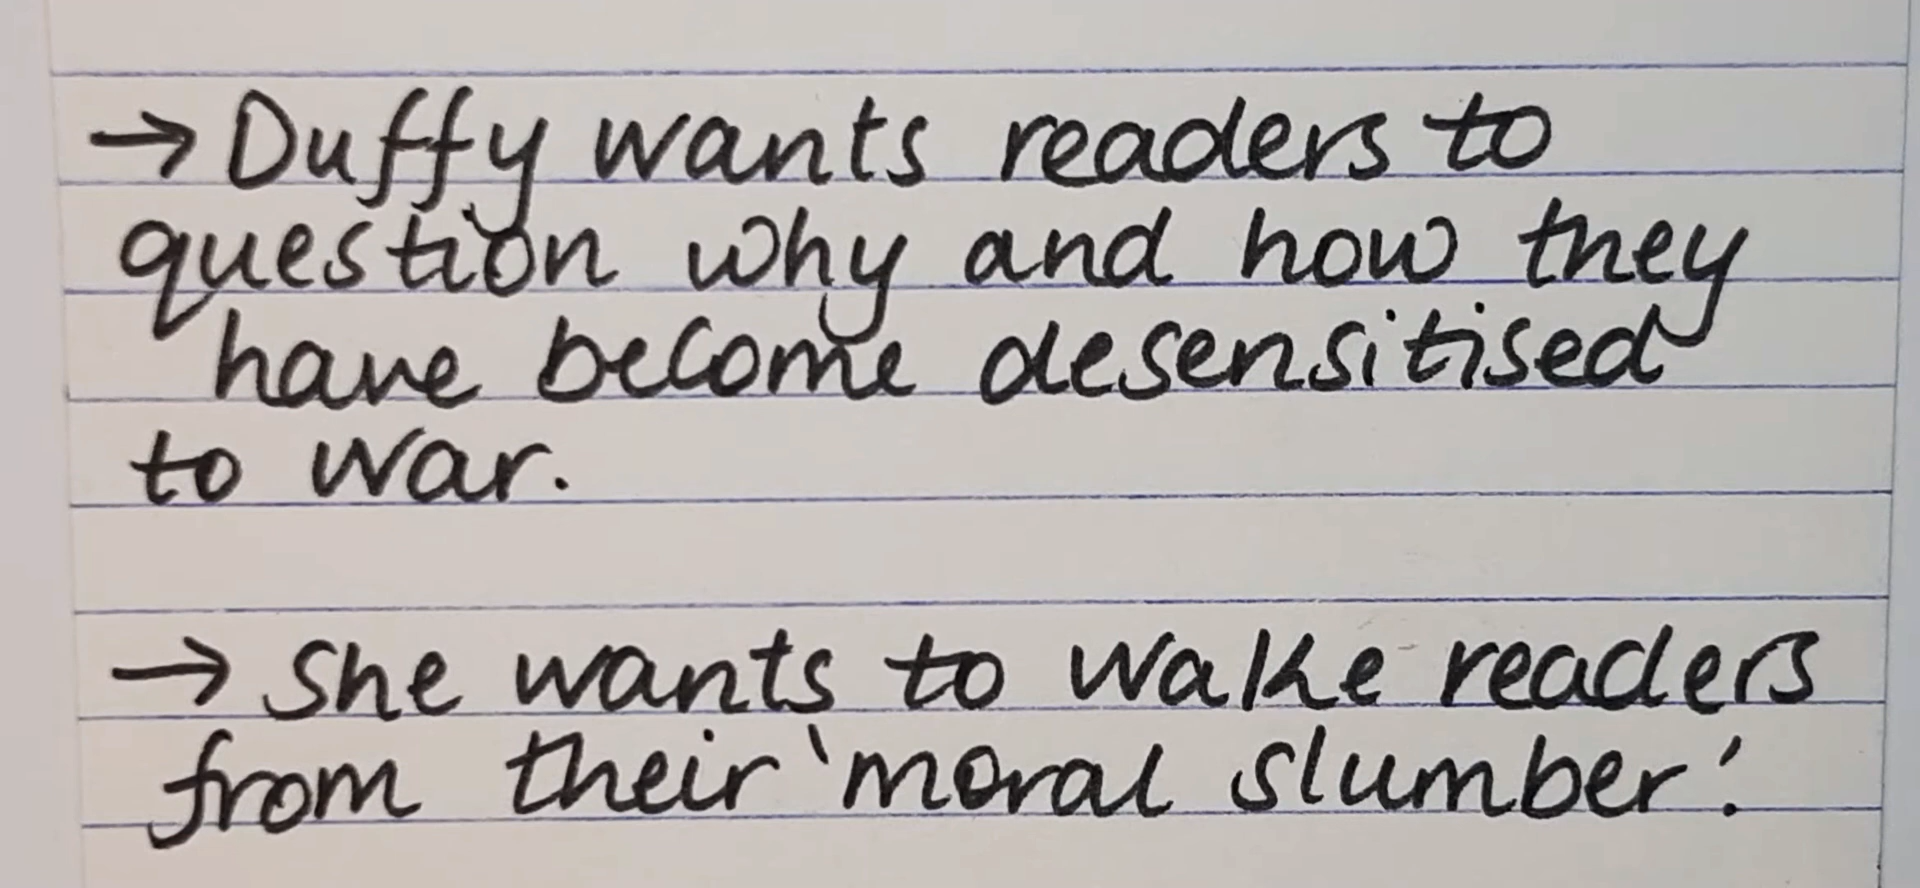 → Duffy wants readers to
question why and how they
have become desensitised
to war.
→ She wants to wake readers
from their 'moral slumber'.